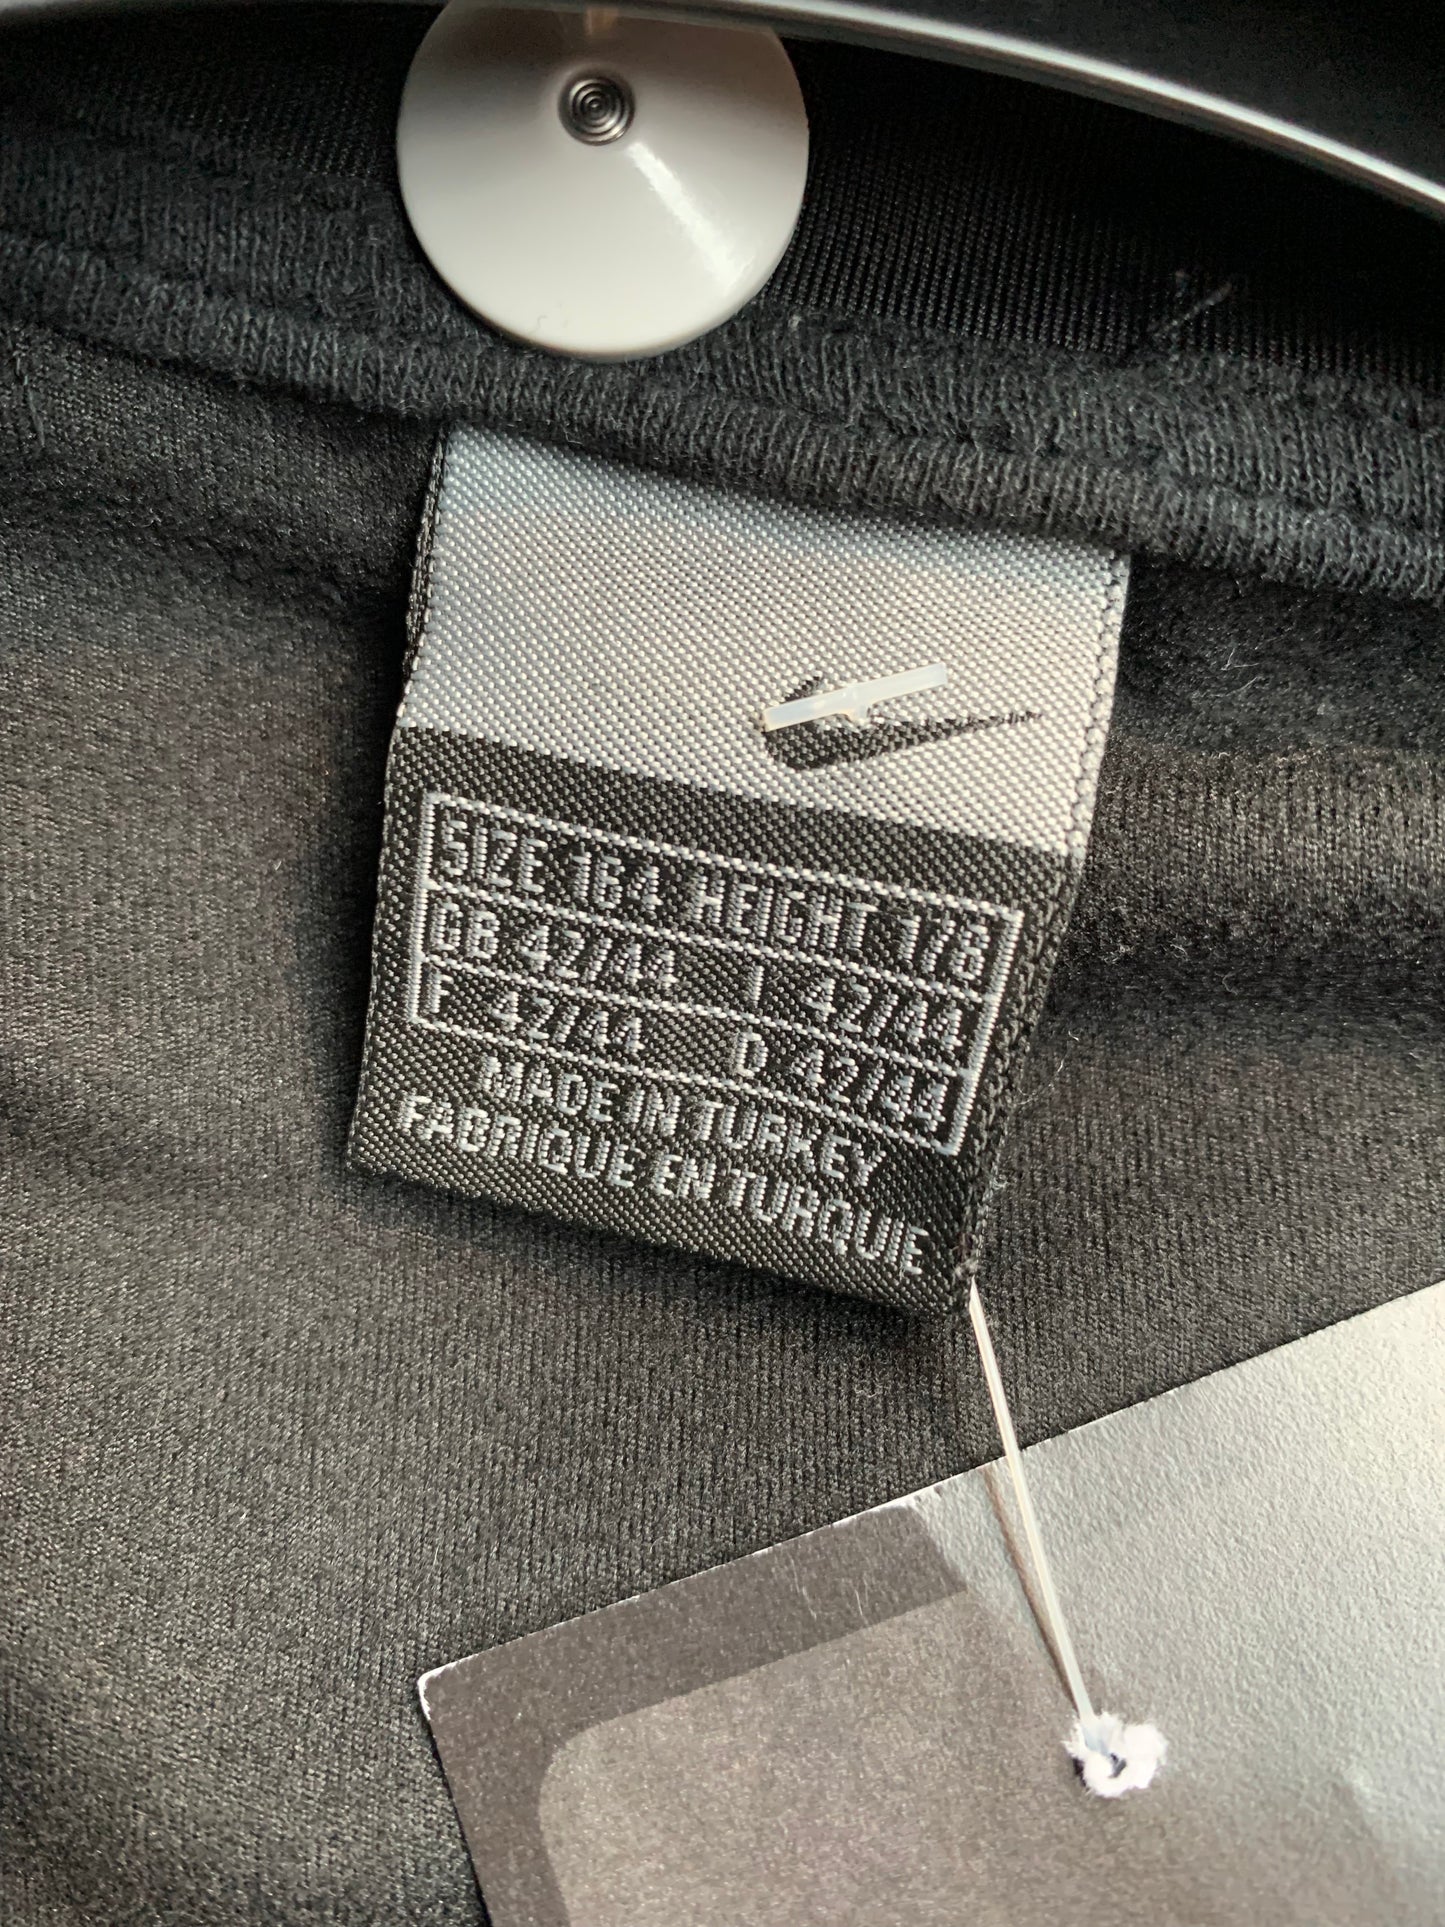 SIZE 164 HEIGHT 178
GB 42/44 I 42/44
F 42/44 D 42/44
MADE IN TURKEY
FABRIQUE EN TURQUIE